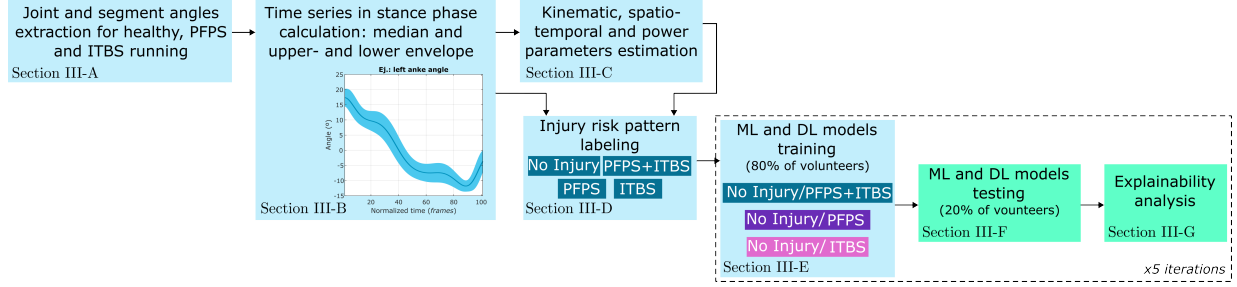 Joint and segment angles
extraction for healthy, PFPS
and ITBS running
Section III-A
Time series in stance phase
calculation: median and
upper- and lower envelope
Ej.: left anke angle
25
20
15
10
5
0
-5
-10
-15
Angle (º)
0
20
40
60
80
100
Normalized time (frames)
Section III-B
Kinematic, spatio-
temporal and power
parameters estimation
Section III-C
Injury risk pattern
labeling
No Injury
PFPS+ITBS
PFPS
ITBS
Section III-D
ML and DL models
training
(80% of volunteers)
No Injury/PFPS+ITBS
No Injury/PFPS
No Injury/ITBS
Section III-E
ML and DL models
testing
(20% of vounteers)
Section III-F
Explainability
analysis
Section III-G
x5 iterations